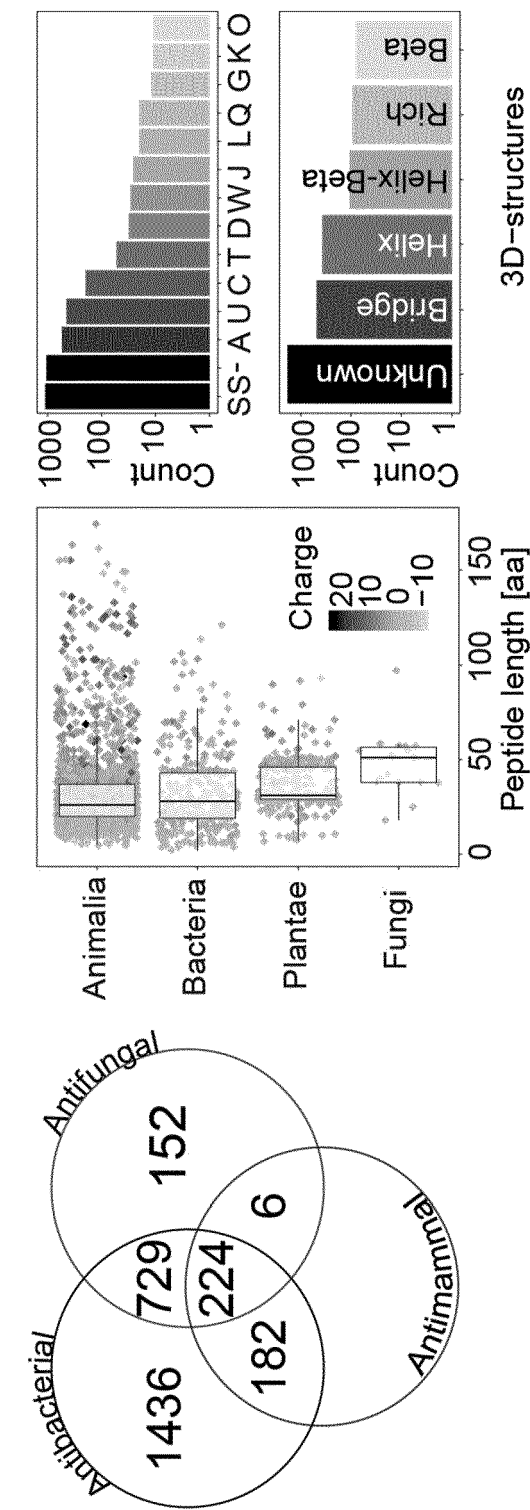 Antibacterial
Antifungal
1436
729
152
224
182
6
Antimammal
Animalia
Bacteria
Plantae
Fungi
Charge
20
10
0
−10
0 50 100 150
Peptide length [aa]
1000
100
10
1
Count
SS- A U C T D W J L Q G K O
1000
100
10
1
Count
Unknown
Bridge
Helix
Helix-Beta
Rich
Beta
3D−structures